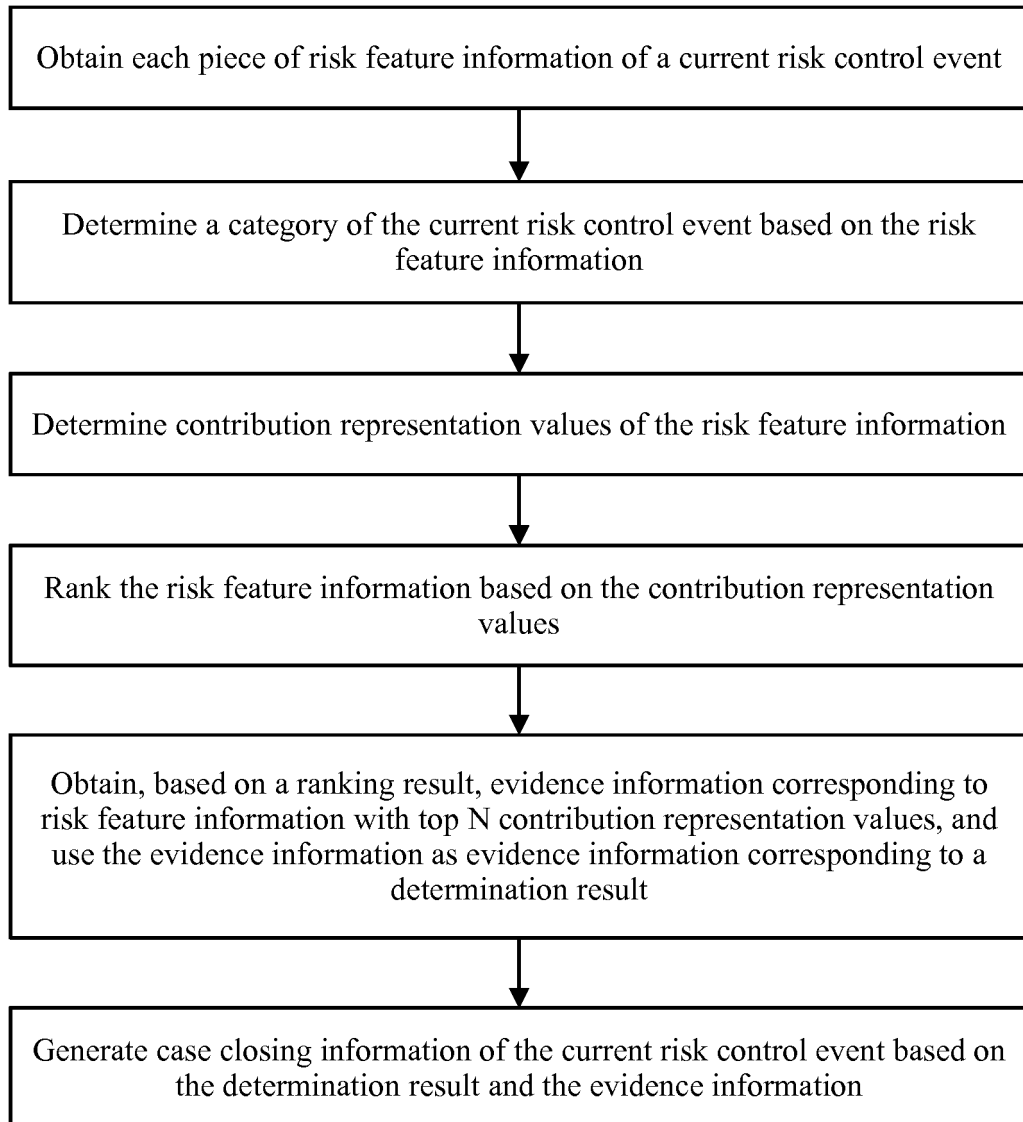 Obtain each piece of risk feature information of a current risk control event
Determine a category of the current risk control event based on the risk
feature information
Determine contribution representation values of the risk feature information
Rank the risk feature information based on the contribution representation
values
Obtain, based on a ranking result, evidence information corresponding to
risk feature information with top N contribution representation values, and
use the evidence information as evidence information corresponding to a
determination result
Generate case closing information of the current risk control event based on
the determination result and the evidence information